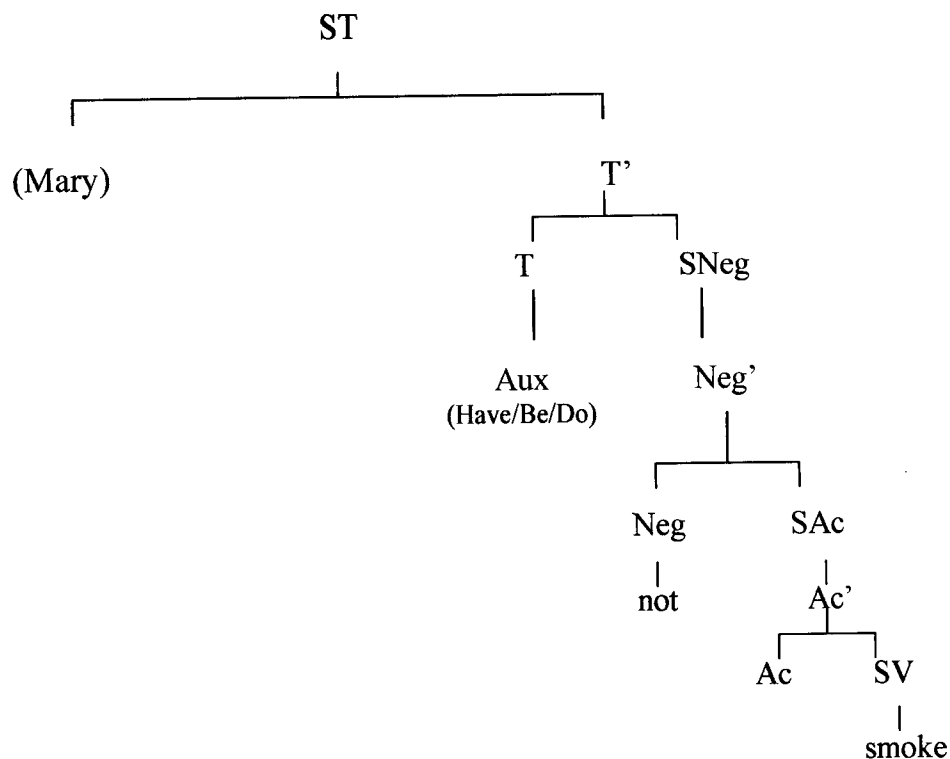 ST
(Mary)
T’
T
SNeg
Aux
(Have/Be/Do)
Neg’
Neg
SAc
not
Ac’
Ac
SV
smoke